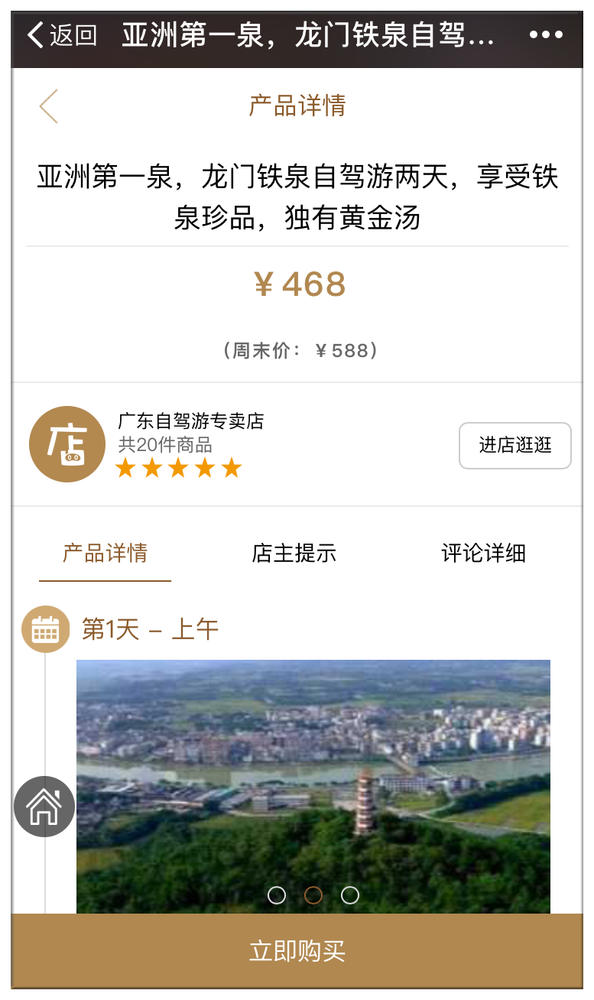 返回 亚洲第一泉，龙门铁泉自驾... •••
产品详情
亚洲第一泉，龙门铁泉自驾游两天，享受铁
泉珍品，独有黄金汤
￥468
（周末价：￥588）
店
广东自驾游专卖店
共20件商品
进店逛逛
产品详情 店主提示 评论详细
第1天 – 上午
立即购买